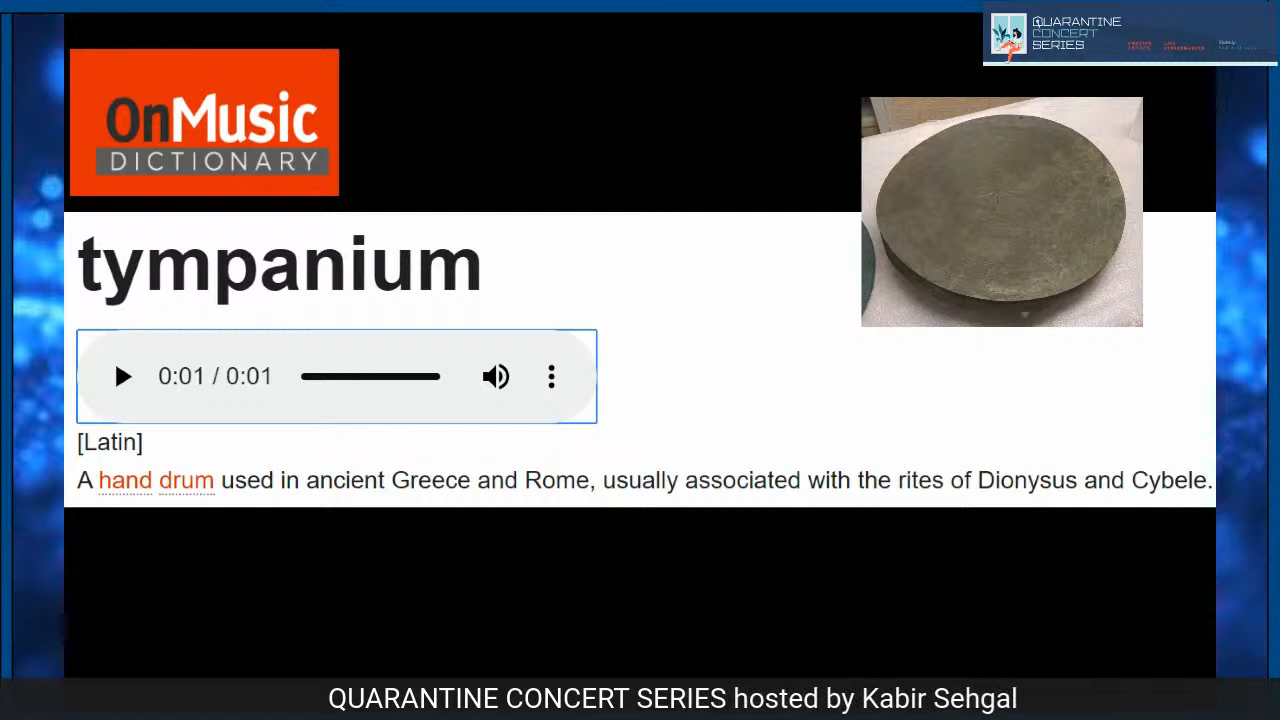 QUARANTINE
CONCERT
SERIES
OnMusic
DICTIONARY
tympanium
0:01 / 0:01
[Latin]
A hand drum used in ancient Greece and Rome, usually associated with the rites of Dionysus and Cybele.
QUARANTINE CONCERT SERIES hosted by Kabir Sehgal